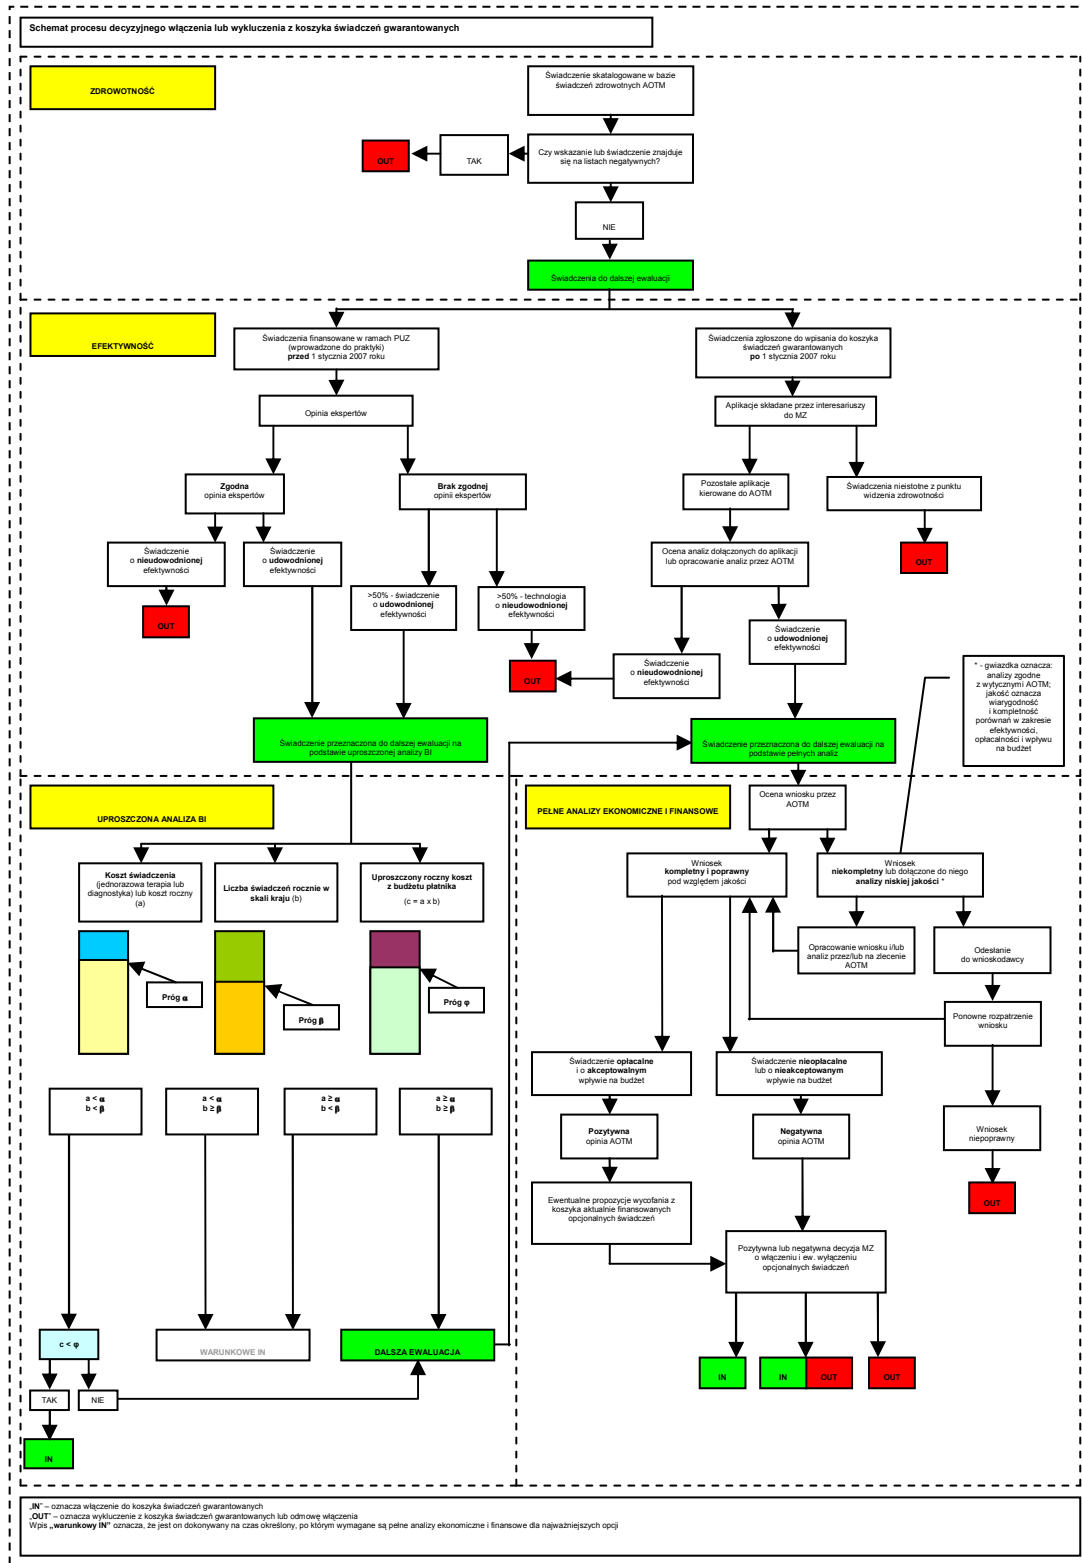 Schemat procesu decyzyjnego włączenia lub wykluczenia z koszyka świadczeń gwarantowanych
ZDROWOTNOŚĆ
Świadczenie skatalogowane w bazie
świadczeń zdrowotnych AOTM
Czy wskazanie lub świadczenie znajduje
się na listach negatywnych?
TAK
OUT
NIE
Świadczenia do dalszej ewaluacji
EFEKTYWNOŚĆ
Świadczenia finansowane w ramach PUZ
(wprowadzone do praktyki)
przed 1 stycznia 2007 roku
Świadczenia zgłoszone do wpisania do koszyka
świadczeń gwarantowanych
po 1 stycznia 2007 roku
Opinia ekspertów
Aplikacje składane przez interesariuszy
do MZ
Zgodna
opinia ekspertów
Brak zgodnej
opinii ekspertów
Pozostałe aplikacje
kierowane do AOTM
Świadczenia nieistotne z punktu
widzenia zdrowotności
OUT
Świadczenie
o nieudowodnionej
efektywności
Świadczenie
o udowodnionej
efektywności
OUT
>50% - świadczenie
o udowodnionej
efektywności
>50% - technologia
o nieudowodnionej
efektywności
OUT
Ocena analiz dołączonych do aplikacji
lub opracowanie analiz przez AOTM
Świadczenie
o nieudowodnionej
efektywności
Świadczenie
o udowodnionej
efektywności
* - gwiazdka oznacza:
analizy zgodne
z wytycznymi AOTM;
jakość oznacza
wiarygodność
i kompletność
porównań w zakresie
efektywności,
opłacalności i wpływu
na budżet
Świadczenie przeznaczona do dalszej ewaluacji na
podstawie uproszczonej analizy BI
Świadczenie przeznaczona do dalszej ewaluacji na
podstawie pełnych analiz
UPROSZCZONA ANALIZA BI
Koszt świadczenia
(jednorazowa terapia lub
diagnostyka) lub koszt roczny
(a)
Liczba świadczeń rocznie w
skali kraju (b)
Uproszczony roczny koszt
z budżetu płatnika
(c = a x b)
Próg α
Próg β
Próg φ
a < α
b < β
a < α
b ≥ β
a ≥ α
b < β
a ≥ α
b ≥ β
c < φ
WARUNKOWE IN
DALSZA EWALUACJA
TAK
NIE
IN
PEŁNE ANALIZY EKONOMICZNE I FINANSOWE
Ocena wniosku przez
AOTM
Wniosek
kompletny i poprawny
pod względem jakości
Wniosek
niekompletny lub dołączone do niego
analizy niskiej jakości *
Opracowanie wniosku i/lub
analiz przez/lub na zlecenie
AOTM
Odesłanie
do wnioskodawcy
Ponowne rozpatrzenie
wniosku
Świadczenie opłacalne
i o akceptowalnym
wpływie na budżet
Świadczenie nieopłacalne
lub o nieakceptowanym
wpływie na budżet
Pozytywna
opinia AOTM
Negatywna
opinia AOTM
Wniosek
niepoprawny
OUT
Ewentualne propozycje wycofania z
koszyka aktualnie finansowanych
opcjonalnych świadczeń
Pozytywna lub negatywna decyzja MZ
o włączeniu i ew. wyłączeniu
opcjonalnych świadczeń
IN
IN
OUT
OUT
„IN” – oznacza włączenie do koszyka świadczeń gwarantowanych
„OUT” – oznacza wykluczenie z koszyka świadczeń gwarantowanych lub odmowę włączenia
Wpis „warunkowy IN” oznacza, że jest on dokonywany na czas określony, po którym wymagane są pełne analizy ekonomiczne i finansowe dla najważniejszych opcji